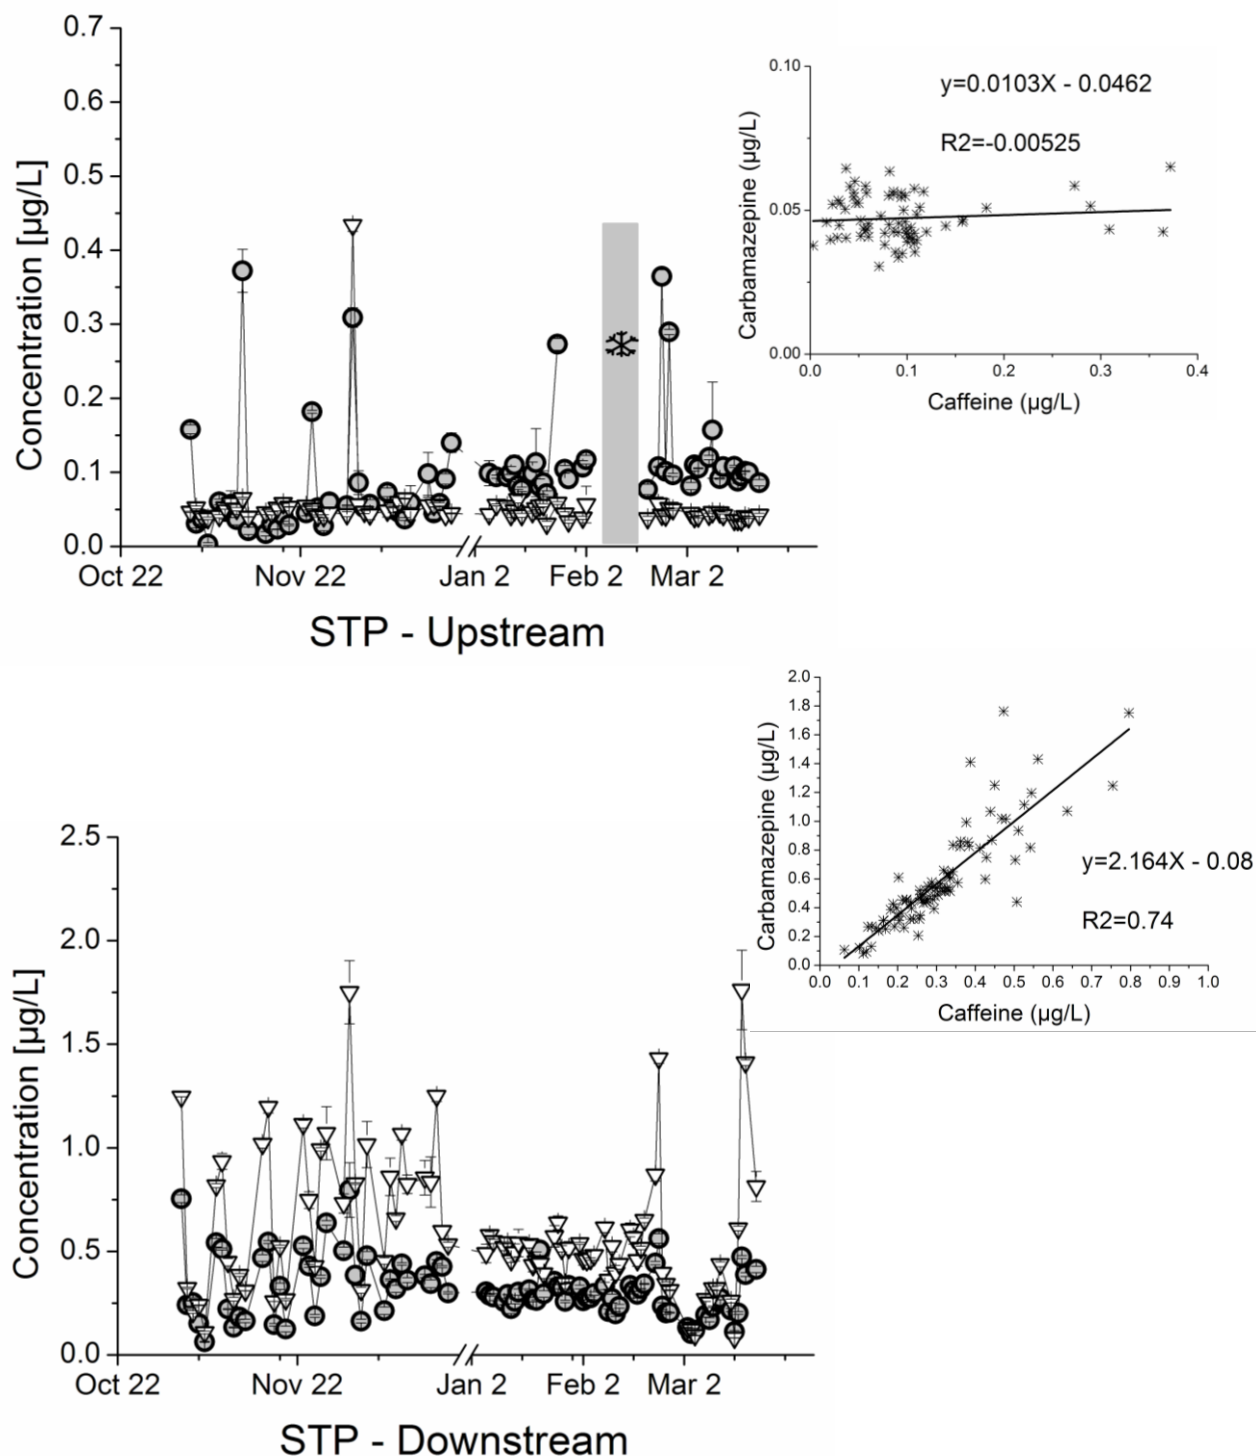 0.7
0.6
0.5
0.4
0.3
0.2
0.1
0.0
Concentration [µg/L]
Oct 22 Nov 22 Jan 2 Feb 2 Mar 2
STP - Upstream
0.10
0.05
0.00
Carbamazepine (µg/L)
y=0.0103X - 0.0462
R2=-0.00525
0.0 0.1 0.2 0.3 0.4
Caffeine (µg/L)
2.0
1.8
1.6
1.4
1.2
1.0
0.8
0.6
0.4
0.2
0.0
Carbamazepine (µg/L)
y=2.164X - 0.08
R2=0.74
0.0 0.1 0.2 0.3 0.4 0.5 0.6 0.7 0.8 0.9 1.0
Caffeine (µg/L)
2.5
2.0
1.5
1.0
0.5
0.0
Concentration [µg/L]
Oct 22 Nov 22 Jan 2 Feb 2 Mar 2
STP - Downstream